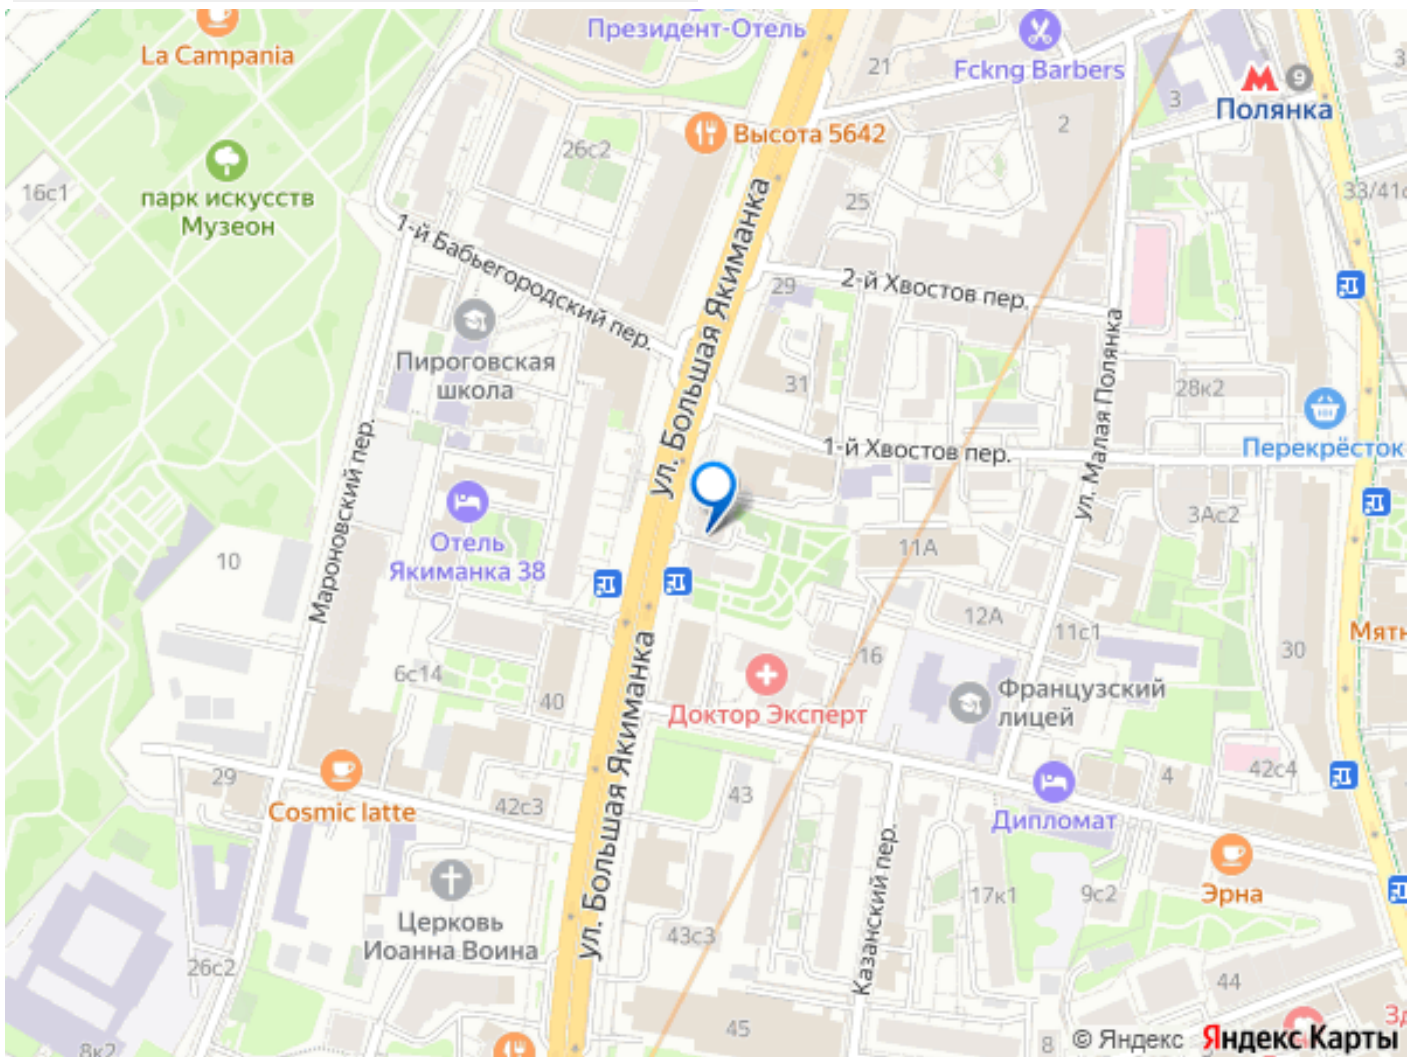 La Campania
Президент-Отель
21
Fckng Barbers
9
Полянка
3
2
Высота 5642
26с2
16с1
парк искусств
Музеон
25
33/41с
1-й Бабьегородский пер.
ул. Большая Якиманка
29
2-й Хвостов пер.
Пироговская
школа
31
28к2
ул. Малая Полянка
Перекрёсток
1-й Хвостов пер.
Мароновский пер.
3Ас2
Отель
Якиманка 38
10
11А
12А
11с1
Мятн
30
16
6с14
40
Доктор Эксперт
Французский
лицей
ул. Большая Якиманка
29
Cosmic latte
42с3
43
4
42с4
Дипломат
Казанский пер.
Эрна
17к1
9с2
Церковь
Иоанна Воина
43с3
26с2
44
45
8
8к2
© Яндекс Яндекс Карты